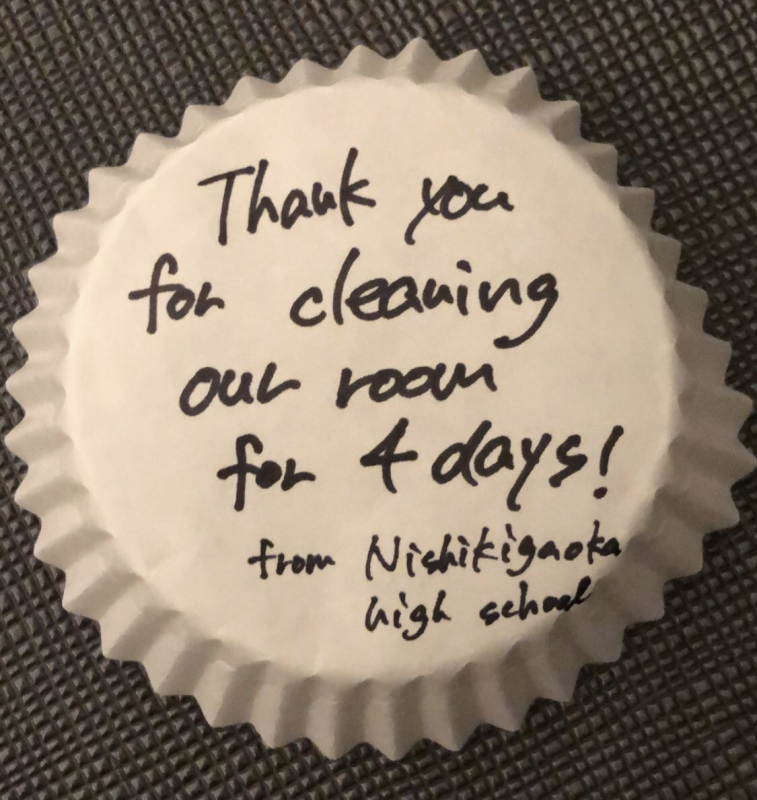 Thank you
for cleaning
our room
for 4 days!
from Nishikigaoka
high school